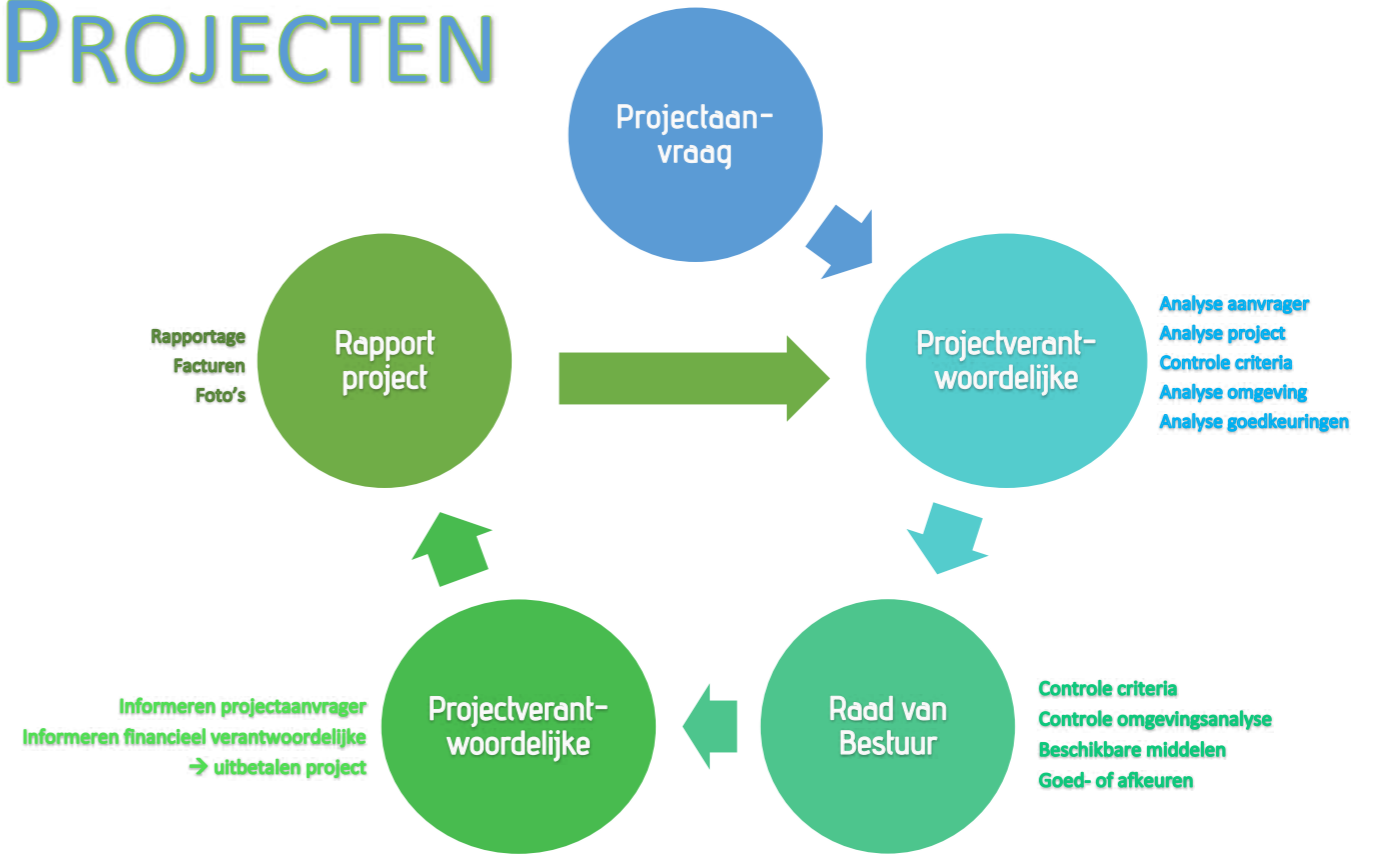 PROJECTEN
Projectaan-
vraag
Projectverant-
woordelijke
Analyse aanvrager
Analyse project
Controle criteria
Analyse omgeving
Analyse goedkeuringen
Raad van
Bestuur
Controle criteria
Controle omgevingsanalyse
Beschikbare middelen
Goed- of afkeuren
Projectverant-
woordelijke
Informeren projectaanvrager
Informeren financieel verantwoordelijke
→ uitbetalen project
Rapport
project
Rapportage
Facturen
Foto's